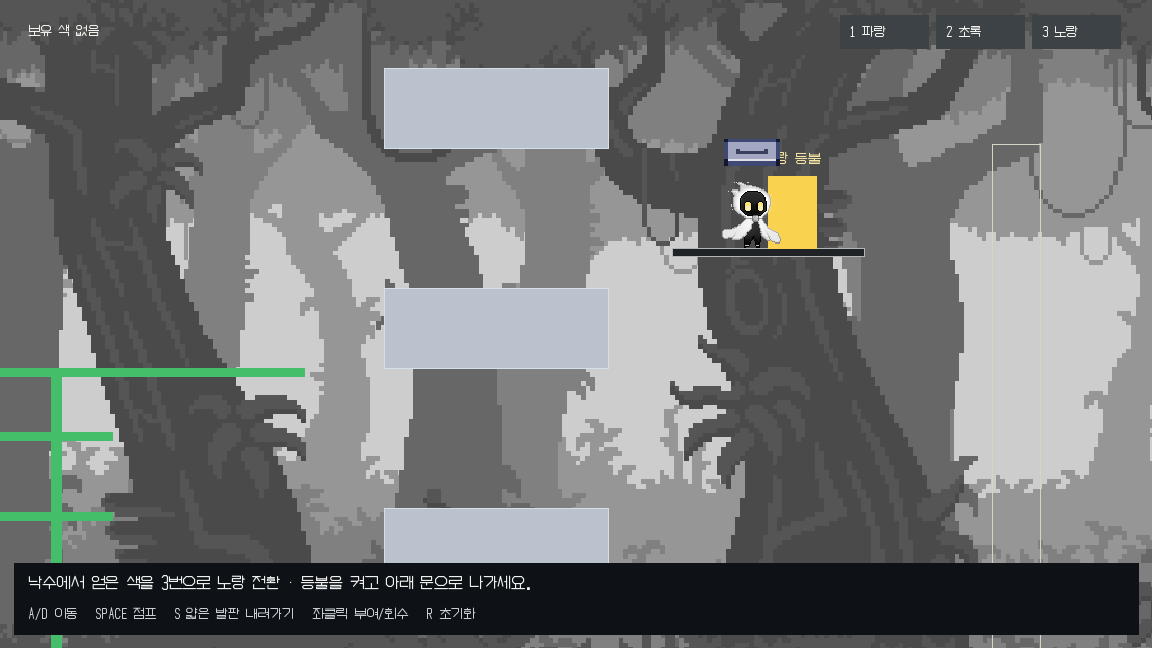 보유 색 없음
1 파랑
2 초록
3 노랑
등불
낙수에서 얻은 색을 3번으로 노랑 전환 · 등불을 켜고 아래 문으로 나가세요.
A/D 이동 SPACE 점프 S 얇은 발판 내려가기 좌클릭 부여/회수 R 초기화